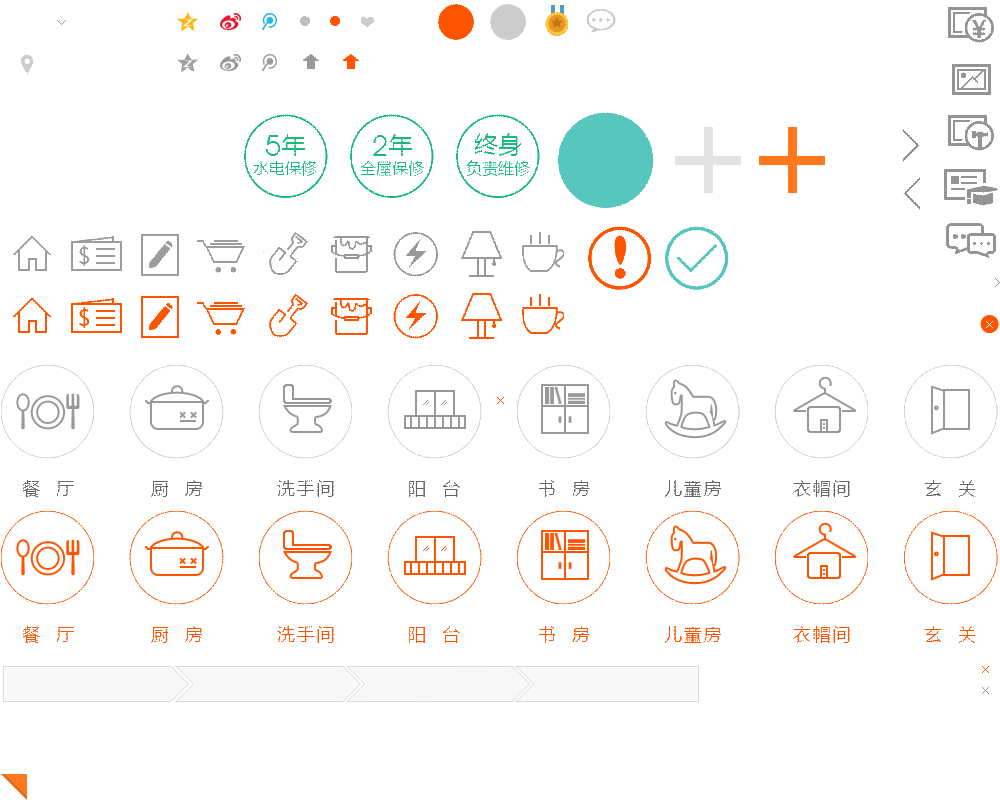 5年
水电保修
2年
全屋保修
终身
负责维修
餐 厅
厨 房
洗手间
阳 台
书 房
儿童房
衣帽间
玄 关
餐 厅
厨 房
洗手间
阳 台
书 房
儿童房
衣帽间
玄 关